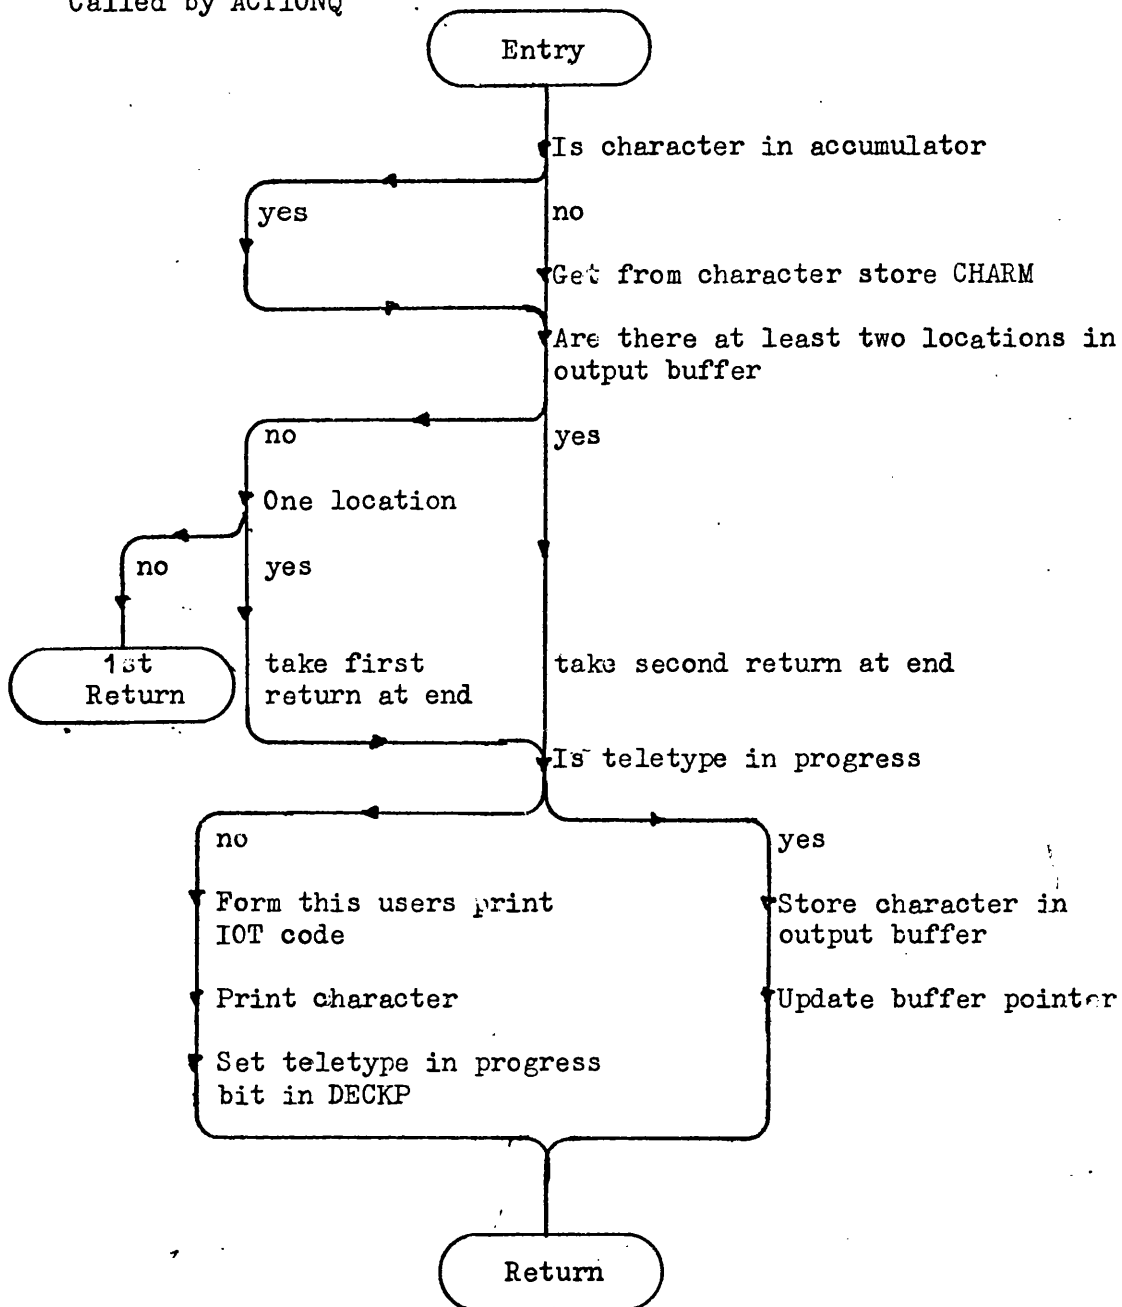 Called by ACTIONQ
Entry
Is character in accumulator
yes
no
Get from character store CHARM
Are there at least two locations in
output buffer
no
yes
One location
no
yes
1st
Return
take first
return at end
take second return at end
Is teletype in progress
no
yes
Form this users print
IOT code
Store character in
output buffer
Print character
Update buffer pointer
Set teletype in progress
bit in DECKP
Return